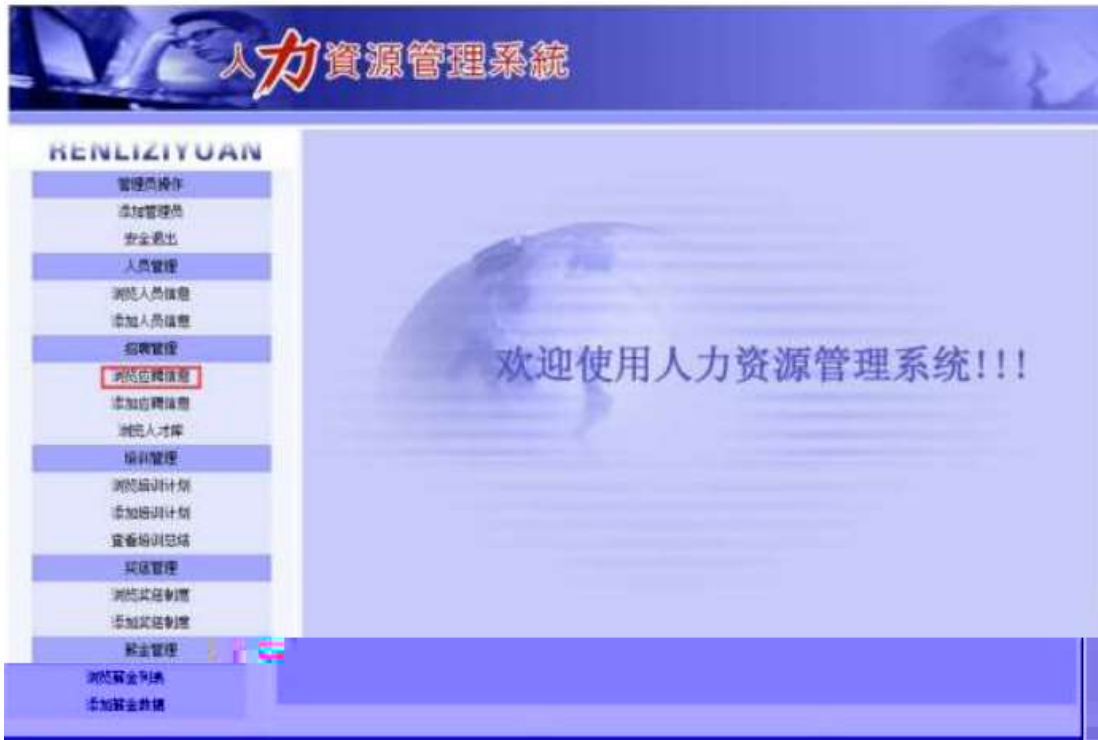 人力資源管理系統
RENLIZIYUAN
管理员操作
添加管理员
安全退出
人员管理
浏览人员信息
添加人员信息
招聘管理
浏览应聘信息
添加应聘信息
浏览人才库
培训管理
浏览培训计划
添加培训计划
查看培训总结
奖惩管理
浏览奖惩制度
添加奖惩制度
薪金管理
浏览薪金列表
添加薪金数据
欢迎使用人力资源管理系统!!!